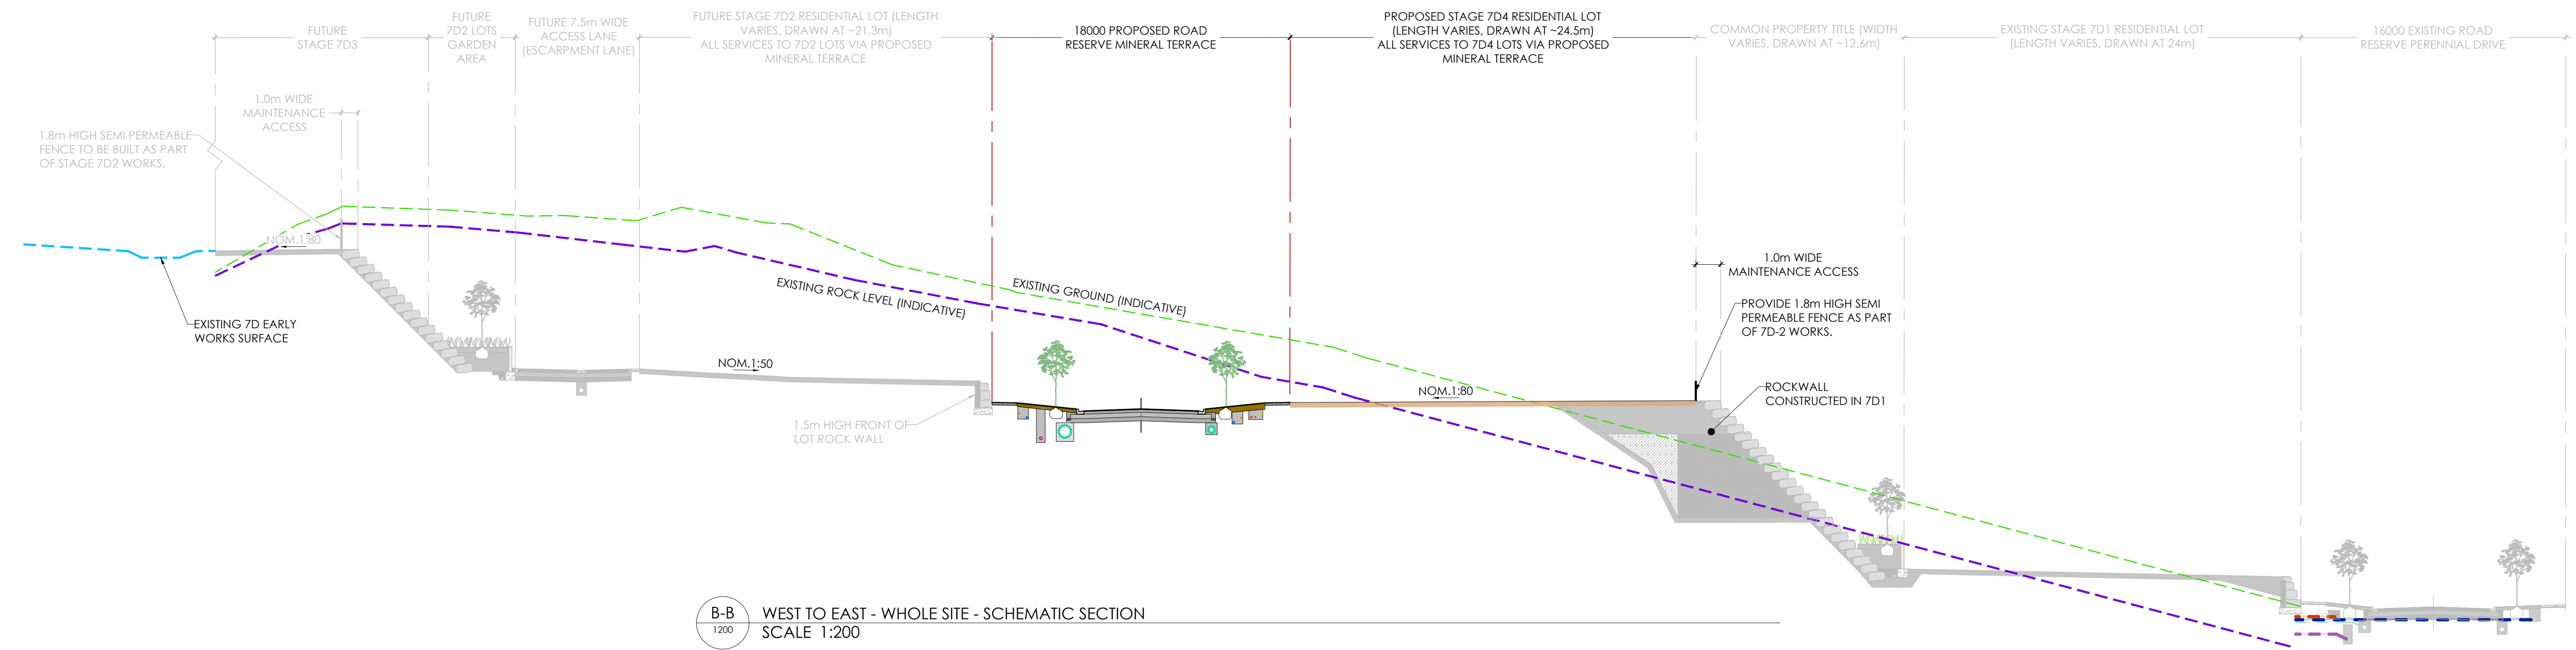 FUTURE
STAGE 7D3
FUTURE
7D2 LOTS
GARDEN
AREA
FUTURE 7.5m WIDE
ACCESS LANE
(ESCARPMENT LANE)
FUTURE STAGE 7D2 RESIDENTIAL LOT (LENGTH
VARIES, DRAWN AT ~21.3m)
ALL SERVICES TO 7D2 LOTS VIA PROPOSED
MINERAL TERRACE
18000 PROPOSED ROAD
RESERVE MINERAL TERRACE
PROPOSED STAGE 7D4 RESIDENTIAL LOT
(LENGTH VARIES, DRAWN AT ~24.5m)
ALL SERVICES TO 7D4 LOTS VIA PROPOSED
MINERAL TERRACE
COMMON PROPERTY TITLE (WIDTH
VARIES, DRAWN AT ~12.6m)
EXISTING STAGE 7D1 RESIDENTIAL LOT
(LENGTH VARIES, DRAWN AT 24m)
16000 EXISTING ROAD
RESERVE PERENNIAL DRIVE
1.0m WIDE
MAINTENANCE
ACCESS
1.8m HIGH SEMI PERMEABLE
FENCE TO BE BUILT AS PART
OF STAGE 7D2 WORKS.
NOM.1:80
EXISTING 7D EARLY
WORKS SURFACE
EXISTING ROCK LEVEL (INDICATIVE)
EXISTING GROUND (INDICATIVE)
1.0m WIDE
MAINTENANCE ACCESS
PROVIDE 1.8m HIGH SEMI
PERMEABLE FENCE AS PART
OF 7D-2 WORKS.
NOM.1:50
NOM.1:80
ROCKWALL
CONSTRUCTED IN 7D1
1.5m HIGH FRONT OF
LOT ROCK WALL
B-B
1200
WEST TO EAST - WHOLE SITE - SCHEMATIC SECTION
SCALE 1:200